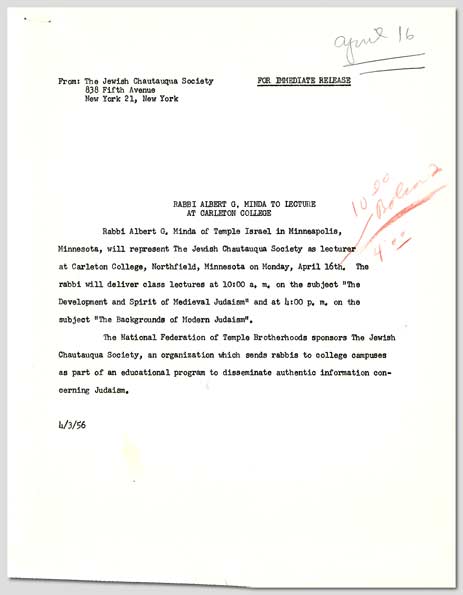 April 16
From: The Jewish Chautauqua Society
FOR IMMEDIATE RELEASE
838 Fifth Avenue
New York 21, New York
10:00
4:00
RABBI ALBERT G. MINDA TO LECTURE
AT CARLETON COLLEGE
Rabbi Albert G. Minda of Temple Israel in Minneapolis,
Minnesota, will represent The Jewish Chautauqua Society as lecturer
at Carleton College, Northfield, Minnesota on Monday, April 16th. The
rabbi will deliver class lectures at 10:00 a. m. on the subject "The
Development and Spirit of Medieval Judaism" and at 4:00 p. m. on the
subject "The Backgrounds of Modern Judaism".
The National Federation of Temple Brotherhoods sponsors The Jewish
Chautauqua Society, an organization which sends rabbis to college campuses
as part of an educational program to disseminate authentic information con-
cerning Judaism.
4/3/56